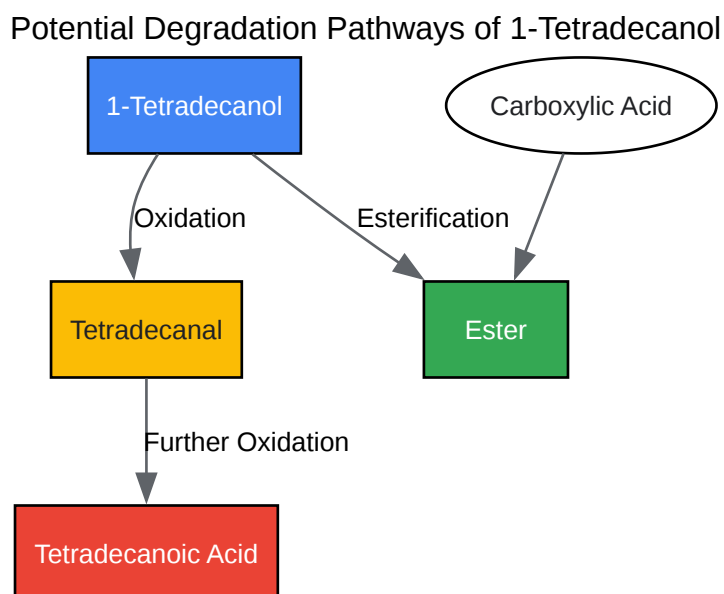 Potential Degradation Pathways of 1-Tetradecanol
1-Tetradecanol
Carboxylic Acid
Oxidation
Esterification
Tetradecanal
Ester
Further Oxidation
Tetradecanoic Acid